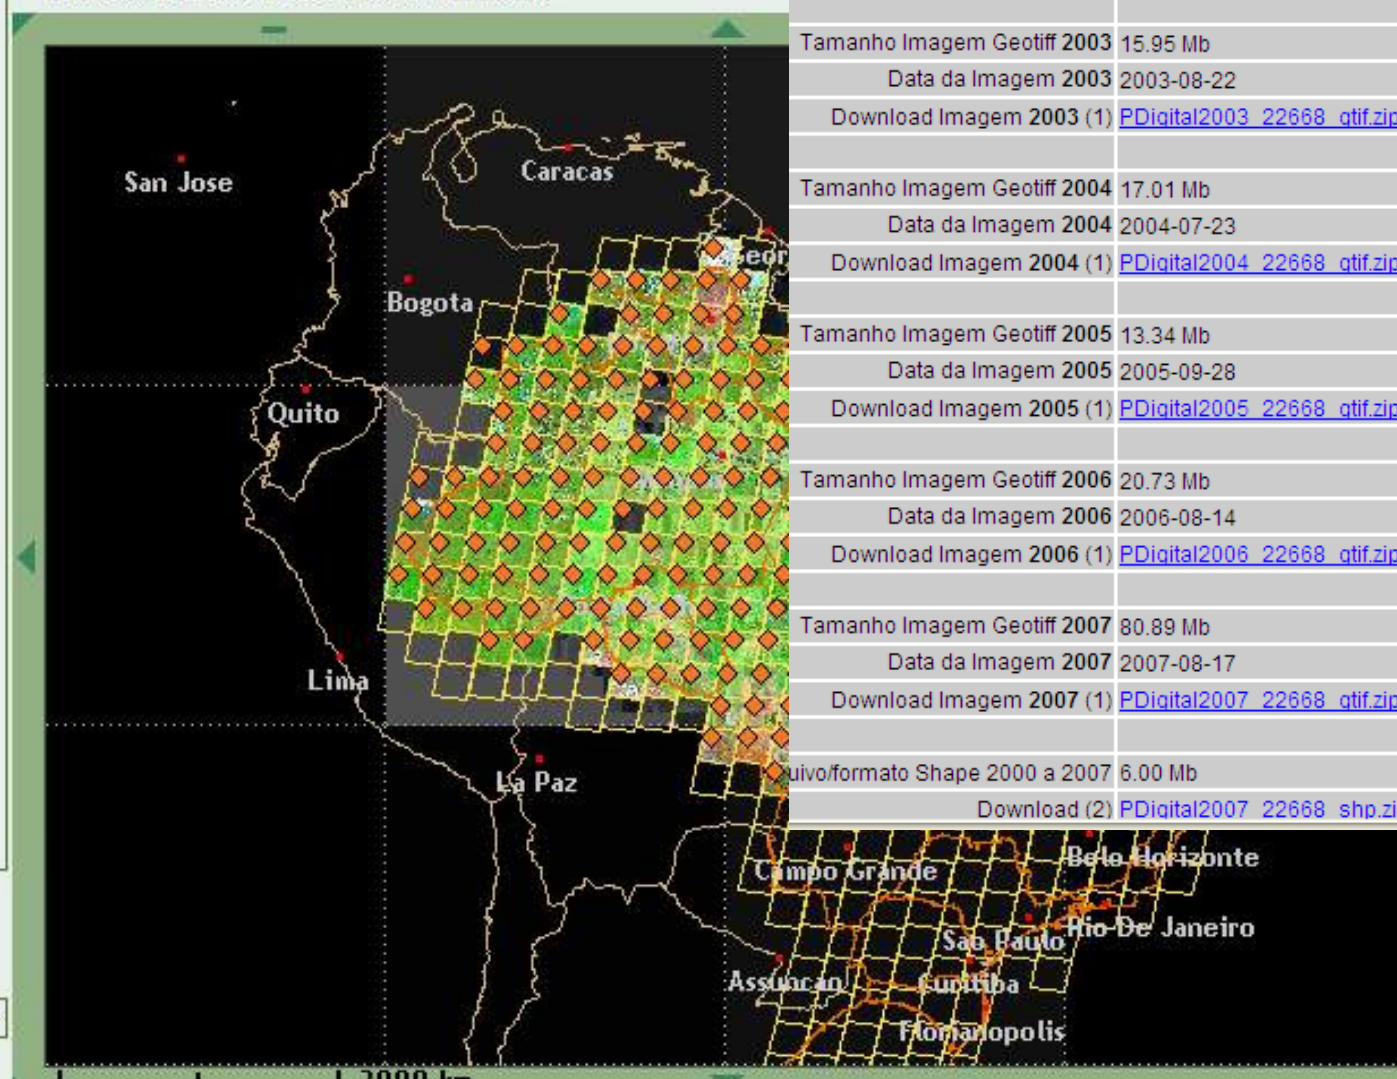 Tamanho Imagem Geotiff 2003 15.95 Mb
Data da Imagem 2003 2003-08-22
Download Imagem 2003 (1) PDigital2003_22668_gtif.zip
Tamanho Imagem Geotiff 2004 17.01 Mb
Data da Imagem 2004 2004-07-23
Download Imagem 2004 (1) PDigital2004_22668_gtif.zip
Tamanho Imagem Geotiff 2005 13.34 Mb
Data da Imagem 2005 2005-09-28
Download Imagem 2005 (1) PDigital2005_22668_gtif.zip
Tamanho Imagem Geotiff 2006 20.73 Mb
Data da Imagem 2006 2006-08-14
Download Imagem 2006 (1) PDigital2006_22668_gtif.zip
Tamanho Imagem Geotiff 2007 80.89 Mb
Data da Imagem 2007 2007-08-17
Download Imagem 2007 (1) PDigital2007_22668_gtif.zip
uivo/formato Shape 2000 a 2007 6.00 Mb
Download (2) PDigital2007_22668_shp.zi
San Jose
Caracas
Geor
Bogota
Quito
Lima
La Paz
Campo Grande
Belo Horizonte
Sao Paulo
Rio De Janeiro
Assuncao
Curitiba
Florianopolis
2000 km